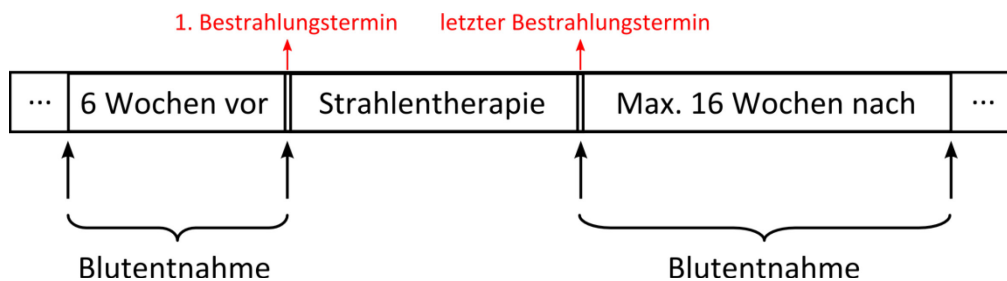 1. Bestrahlungstermin letzter Bestrahlungstermin
... 6 Wochen vor Strahlentherapie Max. 16 Wochen nach ...
Blutentnahme Blutentnahme